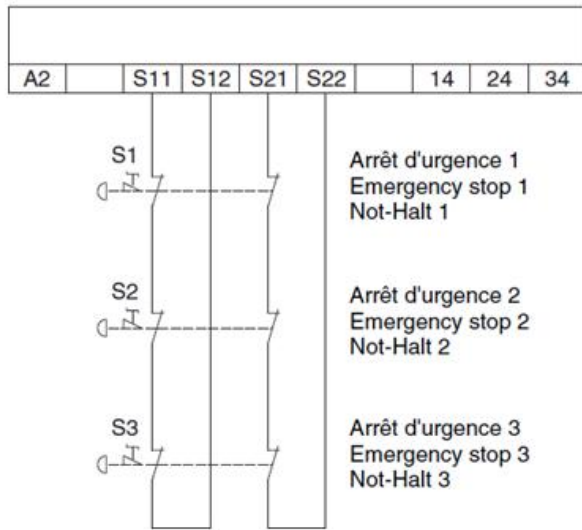 A2 S11 S12 S21 S22 14 24 34
S1
Arrêt d'urgence 1
Emergency stop 1
Not-Halt 1
S2
Arrêt d'urgence 2
Emergency stop 2
Not-Halt 2
S3
Arrêt d'urgence 3
Emergency stop 3
Not-Halt 3